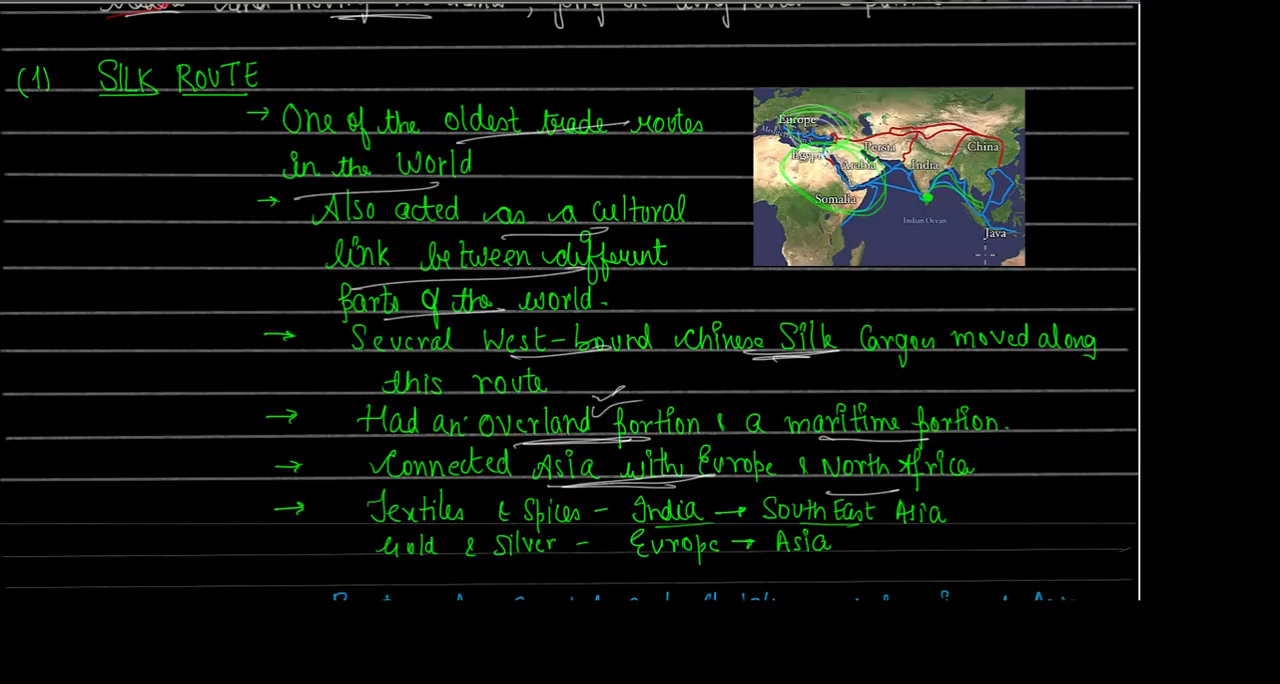 (1) SILK ROUTE
→ One of the oldest trade routes
in the World
→ Also acted as a cultural
link between different
parts of the world.
→ Several West-bound Chinese Silk Cargoes moved along
this route
→ Had an overland portion & a maritime portion.
→ Connected Asia with Europe & North Africa
→ Textiles & Spices - India → South East Asia
Gold & Silver - Europe → Asia
Europe
Persia
China
Egypt
Arabia
India
Somalia
Indian Ocean
Java